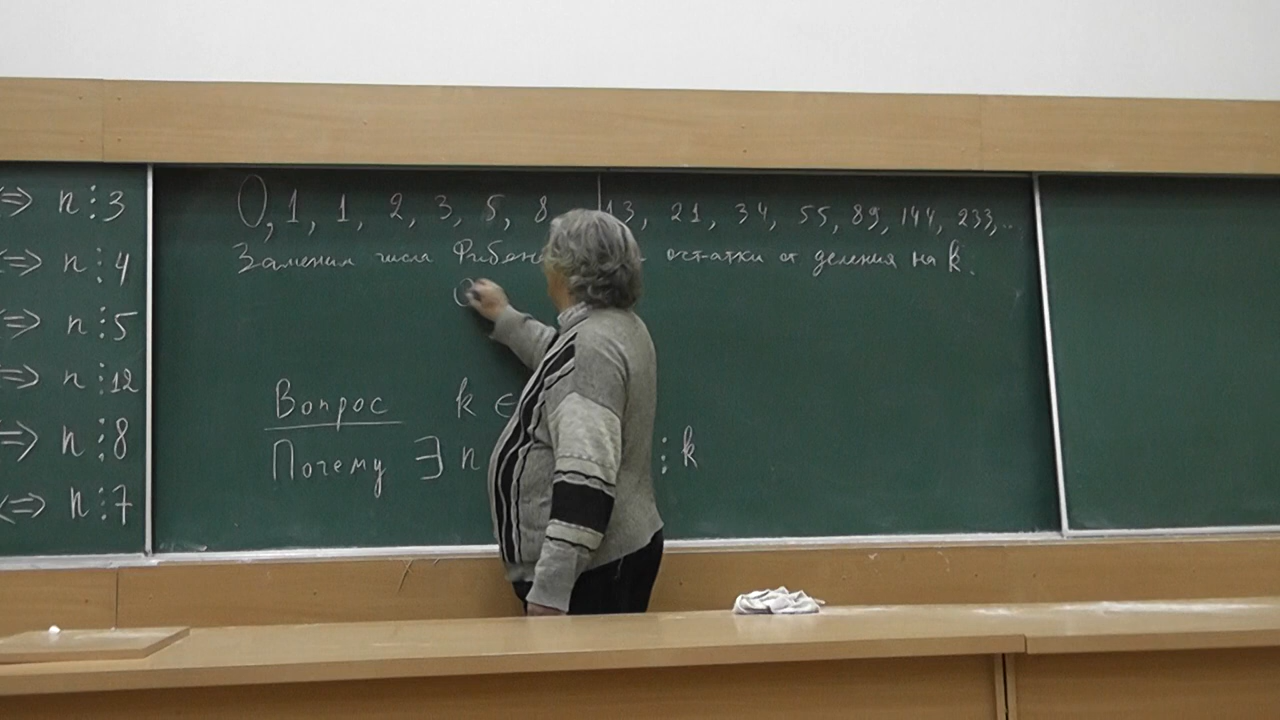 ⇔ n ⋮ 3
⇔ n ⋮ 4
⇔ n ⋮ 5
⇔ n ⋮ 12
⇔ n ⋮ 8
⇔ n ⋮ 7
0, 1, 1, 2, 3, 5, 8 13, 21, 34, 55, 89, 144, 233,...
Заменим числа остатки от деления на k.
0
Вопрос k ∈
Почему ∃ n ⋮ k